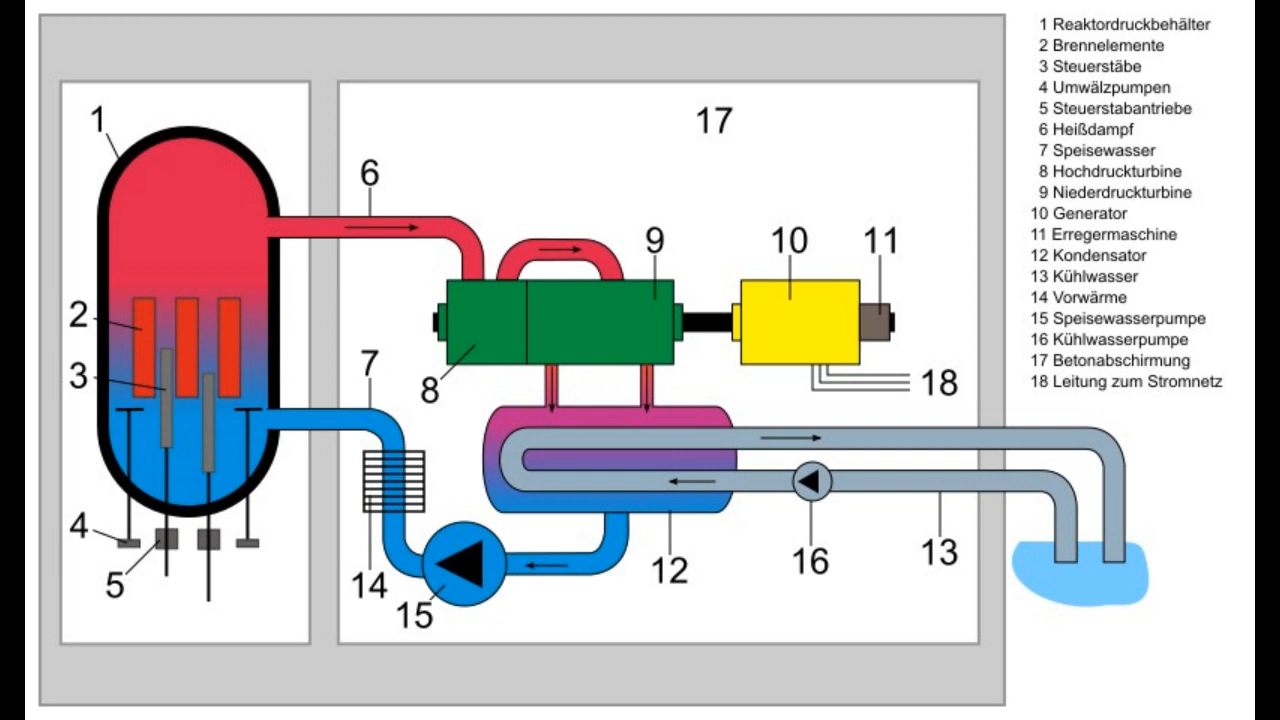 1
17
6
9
10
11
2
7
3
8
18
4
5
14
15
12
16
13
1 Reaktordruckbehälter
2 Brennelemente
3 Steuerstäbe
4 Umwälzpumpen
5 Steuerstabantriebe
6 Heißdampf
7 Speisewasser
8 Hochdruckturbine
9 Niederdruckturbine
10 Generator
11 Erregermaschine
12 Kondensator
13 Kühlwasser
14 Vorwärme
15 Speisewasserpumpe
16 Kühlwasserpumpe
17 Betonabschirmung
18 Leitung zum Stromnetz